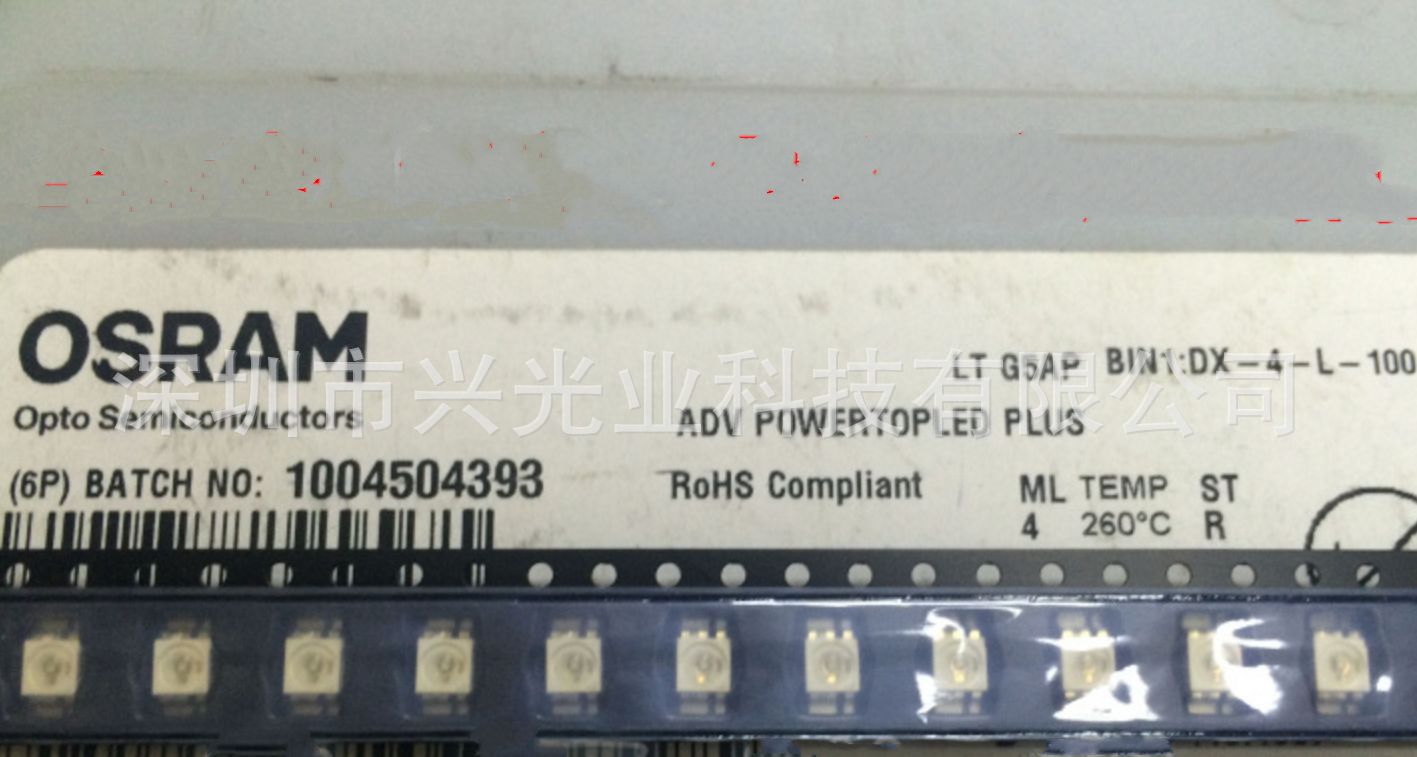 OSRAM
Opto Semiconductors
(6P) BATCH NO: 1004504393
LT G5AP BIN1:DX-4-L-100
ADV POWERTOPLED PLUS
RoHS Compliant
ML TEMP ST
4 260°C R
深圳市兴光业科技有限公司